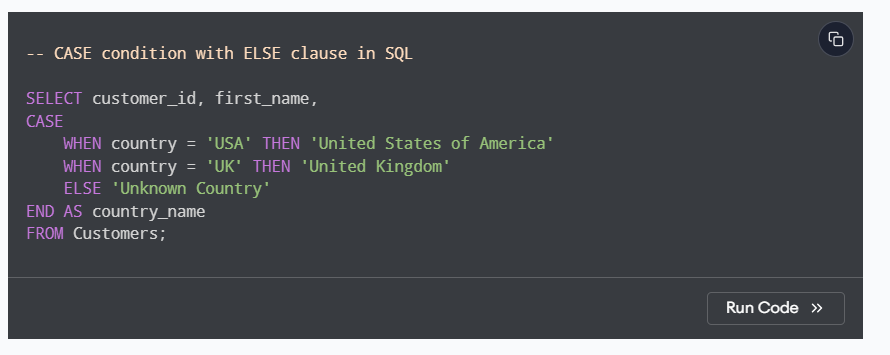 -- CASE condition with ELSE clause in SQL
SELECT customer_id, first_name,
CASE
    WHEN country = 'USA' THEN 'United States of America'
    WHEN country = 'UK' THEN 'United Kingdom'
    ELSE 'Unknown Country'
END AS country_name
FROM Customers;
Run Code »